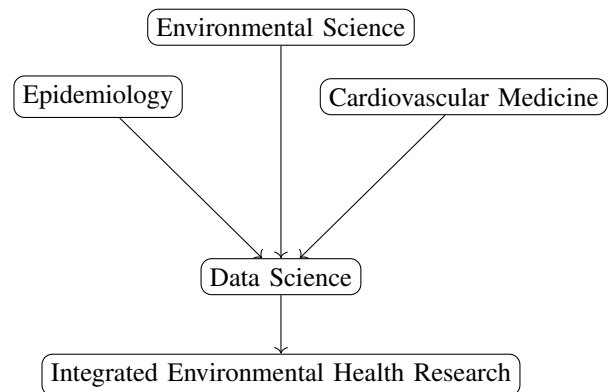 Environmental Science
Epidemiology
Cardiovascular Medicine
Data Science
Integrated Environmental Health Research